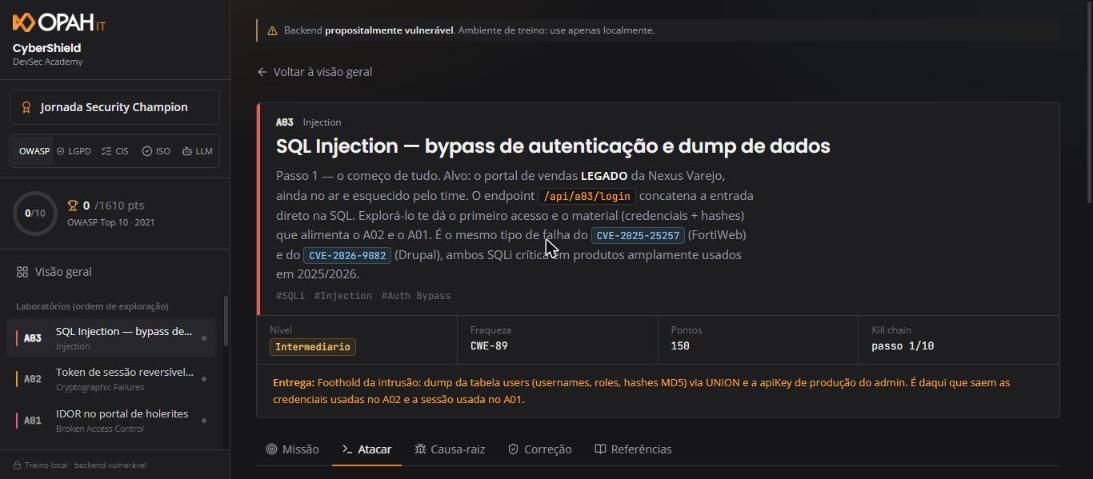 OPAH IT
CyberShield
DevSec Academy
Jornada Security Champion
OWASP LGPD CIS ISO LLM
0/10
0 /1610 pts
OWASP Top 10 · 2021
Visão geral
Laboratórios (ordem de exploração)
A03 SQL Injection — bypass de...
Injection
A02 Token de sessão reversível...
Cryptographic Failures
A01 IDOR no portal de holerites
Broken Access Control
Treino local · backend vulnerável
Backend propositalmente vulnerável. Ambiente de treino: use apenas localmente.
Voltar à visão geral
A03 Injection
SQL Injection — bypass de autenticação e dump de dados
Passo 1 — o começo de tudo. Alvo: o portal de vendas LEGADO da Nexus Varejo,
ainda no ar e esquecido pelo time. O endpoint /api/a03/login concatena a entrada
direto na SQL. Explorá-lo te dá o primeiro acesso e o material (credenciais + hashes)
que alimenta o A02 e o A01. É o mesmo tipo de falha do CVE-2025-25257 (FortiWeb)
e do CVE-2026-9082 (Drupal), ambos SQLi crítica em produtos amplamente usados
em 2025/2026.
#SQLi #Injection #Auth Bypass
Nível Fraqueza Pontos Kill chain
Intermediario CWE-89 150 passo 1/10
Entrega: Foothold da intrusão: dump da tabela users (usernames, roles, hashes MD5) via UNION e a apiKey de produção do admin. É daqui que saem as
credenciais usadas no A02 e a sessão usada no A01.
Missão Atacar Causa-raiz Correção Referências